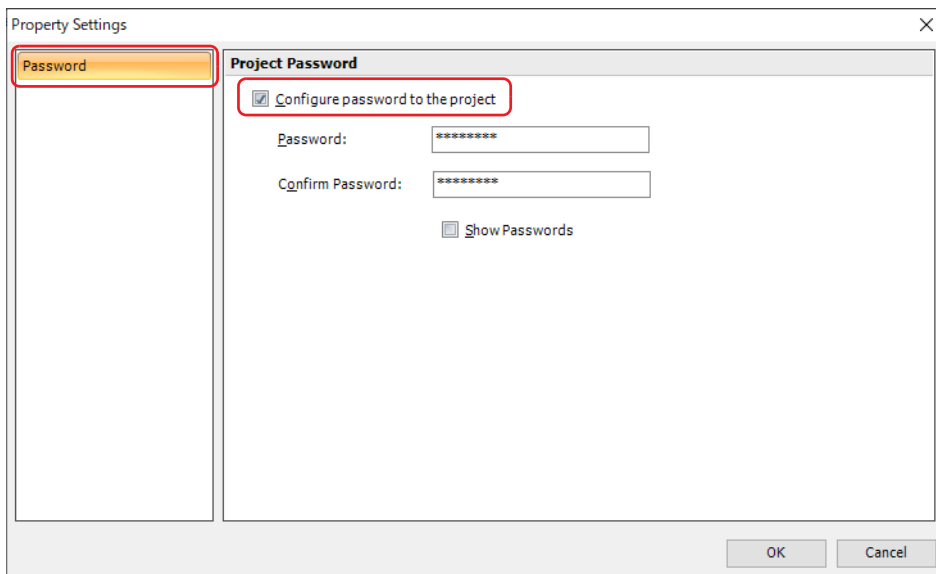 Property Settings
Password
Project Password
Configure password to the project
Password:
********
Confirm Password:
********
Show Passwords
OK
Cancel